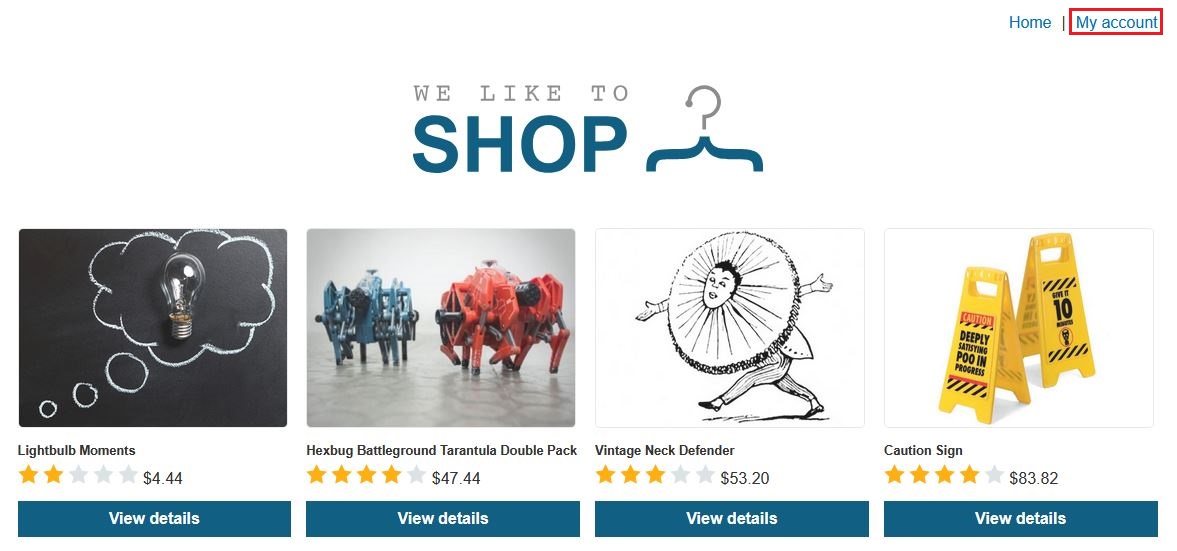 Home | My account
WE LIKE TO
SHOP
CAUTION
DEEPLY
SATISFYING
POO IN
PROGRESS
GIVE IT
10
MINUTES
Lightbulb Moments
Hexbug Battleground Tarantula Double Pack
Vintage Neck Defender
Caution Sign
$4.44
$47.44
$53.20
$83.82
View details
View details
View details
View details